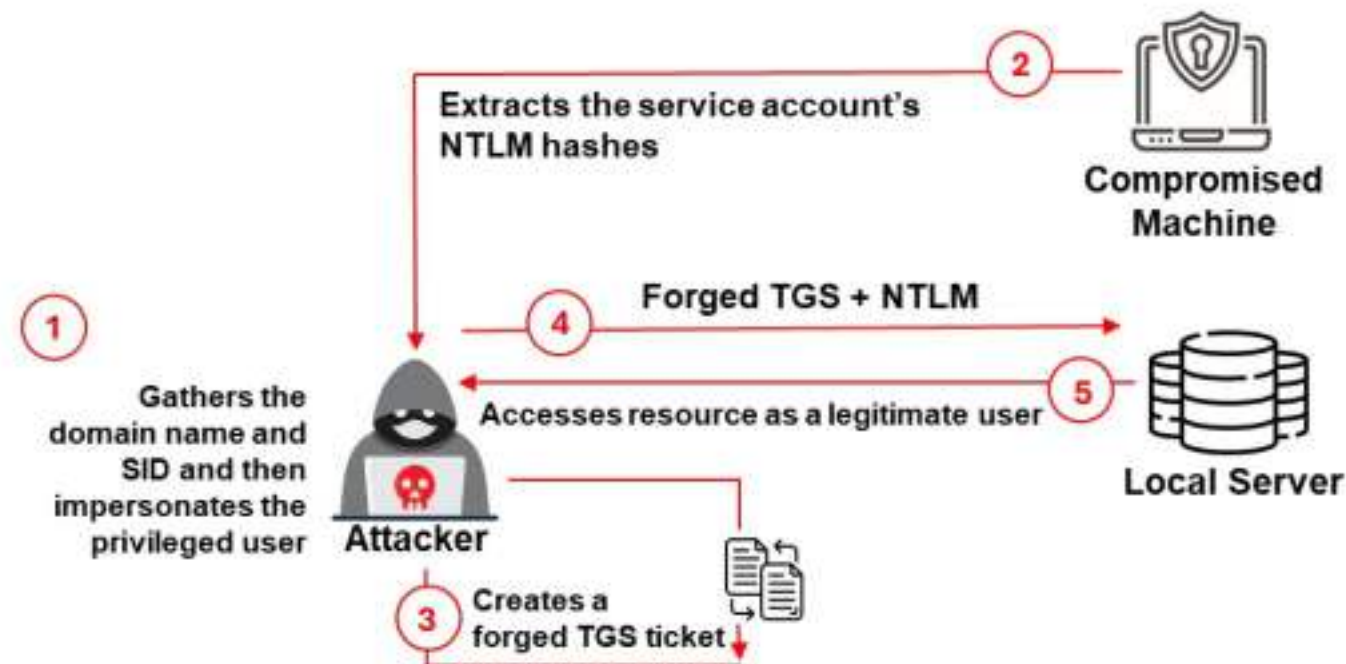 2
Extracts the service account's
NTLM hashes
Compromised
Machine
1
Gathers the
domain name and
SID and then
impersonates the
privileged user
4
Forged TGS + NTLM
5
Accesses resource as a legitimate user
Local Server
Attacker
3
Creates a
forged TGS ticket